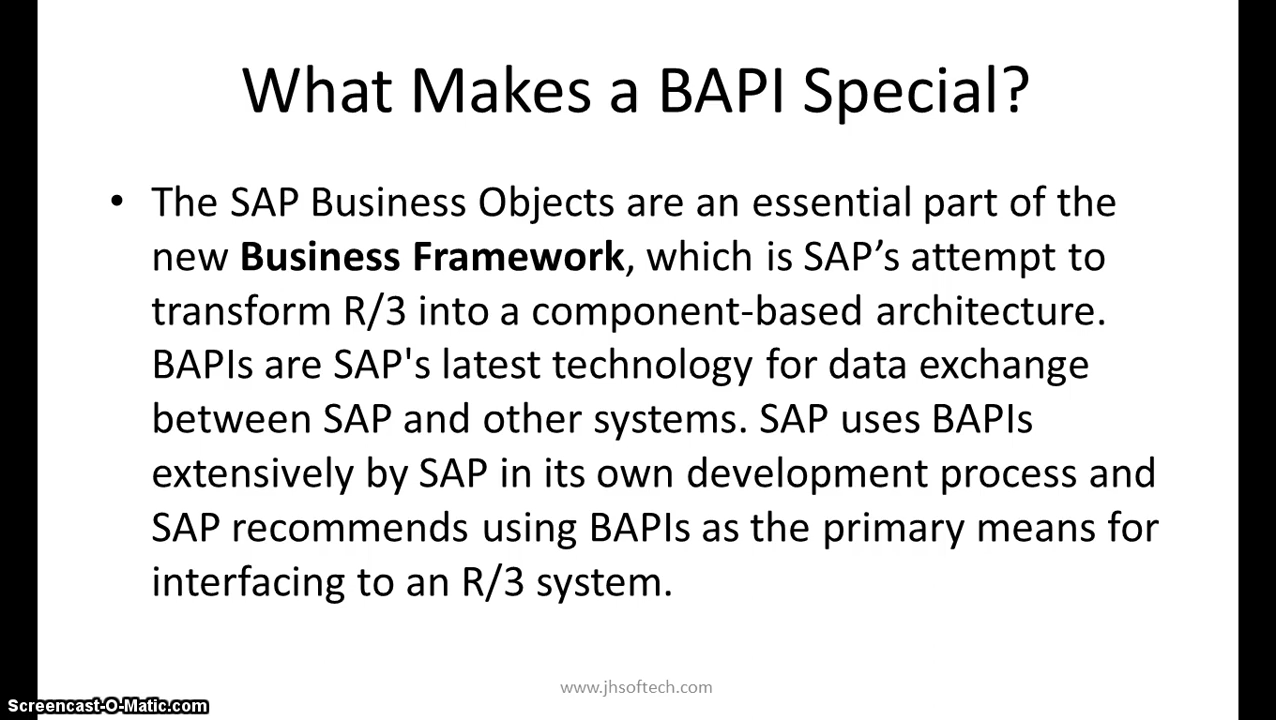 What Makes a BAPI Special?
• The SAP Business Objects are an essential part of the
new Business Framework, which is SAP’s attempt to
transform R/3 into a component-based architecture.
BAPIs are SAP's latest technology for data exchange
between SAP and other systems. SAP uses BAPIs
extensively by SAP in its own development process and
SAP recommends using BAPIs as the primary means for
interfacing to an R/3 system.
www.jhsoftech.com
Screencast-O-Matic.com